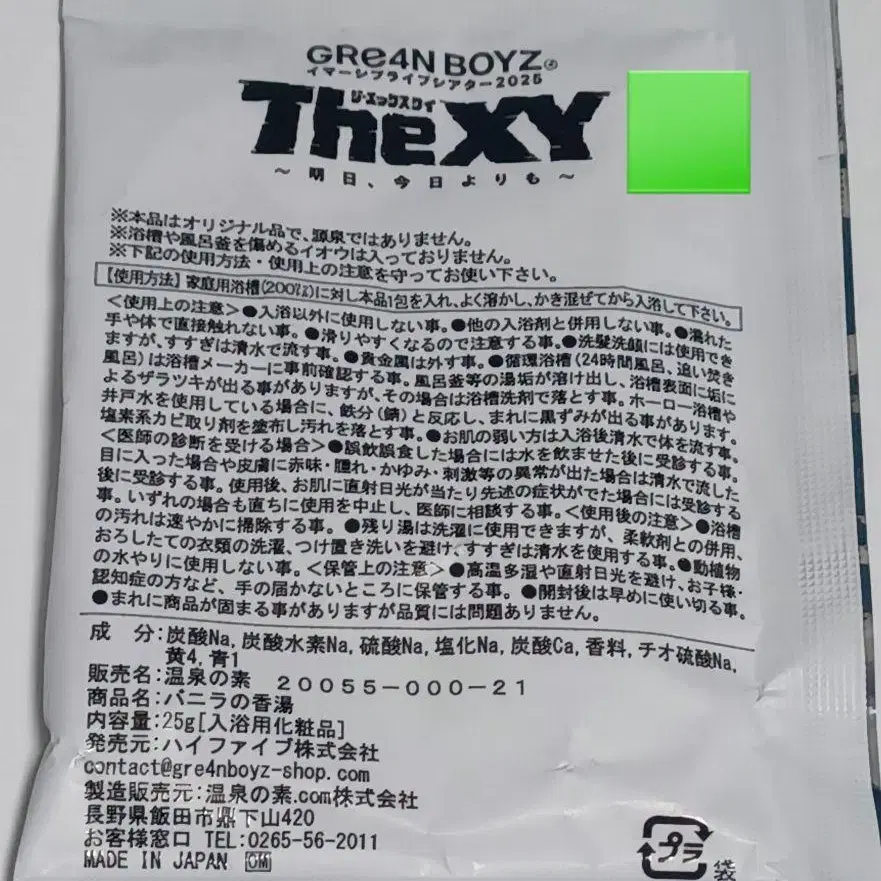 GRe4N BOYZ
イマーシブライブシアター2025
ジ・エックスワイ
TheXY
～明日、今日よりも～
※本品はオリジナル品で、源泉ではありません。
※浴槽や風呂釜を傷めるイオウは入っておりません。
※下記の使用方法・使用上の注意を守ってお使い下さい。
【使用方法】家庭用浴槽(200㍑)に対し本品1包を入れ、よく溶かし、かき混ぜてから入浴して下さい。
＜使用上の注意＞●入浴以外に使用しない事。●他の入浴剤と併用しない事。●濡れた
手や体で直接触れない事。●滑りやすくなるので注意する事。●洗髪洗顔には使用でき
ますが、すすぎは清水で流す事。●貴金属は外す事。●循環浴槽(24時間風呂、追い焚き
風呂)は浴槽メーカーに事前確認する事。風呂釜等の湯垢が溶け出し、浴槽表面に垢に
よるザラツキが出る事がありますが、その場合は浴槽洗剤で落とす事。ホーロー浴槽や
井戸水を使用している場合に、鉄分(錆)と反応し、まれに黒ずみが出る事があります。
塩素系カビ取り剤を塗布し汚れを落とす事。●お肌の弱い方は入浴後清水で体を流す事。
＜医師の診断を受ける場合＞●誤飲誤食した場合には水を飲ませた後に受診する事。
目に入った場合や皮膚に赤味・腫れ・かゆみ・刺激等の異常が出た場合は清水で流した
後に受診する事。使用後、お肌に直射日光が当たり先述の症状がでた場合には受診する
事。いずれの場合も直ちに使用を中止し、医師に相談する事。＜使用後の注意＞●浴槽
の汚れは速やかに掃除する事。●残り湯は洗濯に使用できますが、柔軟剤との併用、
おろしたての衣類の洗濯、つけ置き洗いを避け、すすぎは清水を使用する事。●動植物
の水やりに使用しない事。＜保管上の注意＞●高温多湿や直射日光を避け、お子様・
認知症の方など、手の届かないところに保管する事。●開封後は早めに使い切る事。
●まれに商品が固まる事がありますが品質には問題ありません。
成　分：炭酸Na, 炭酸水素Na, 硫酸Na, 塩化Na, 炭酸Ca, 香料, チオ硫酸Na,
黄4, 青1
販売名：温泉の素　20055－000－21
商品名：バニラの香湯
内容量：25g[入浴用化粧品]
発売元：ハイファイブ株式会社
contact@gre4nboyz-shop.com
製造販売元：温泉の素.com株式会社
長野県飯田市鼎下山420
お客様窓口 TEL:0265-56-2011
MADE IN JAPAN OM
プラ
袋